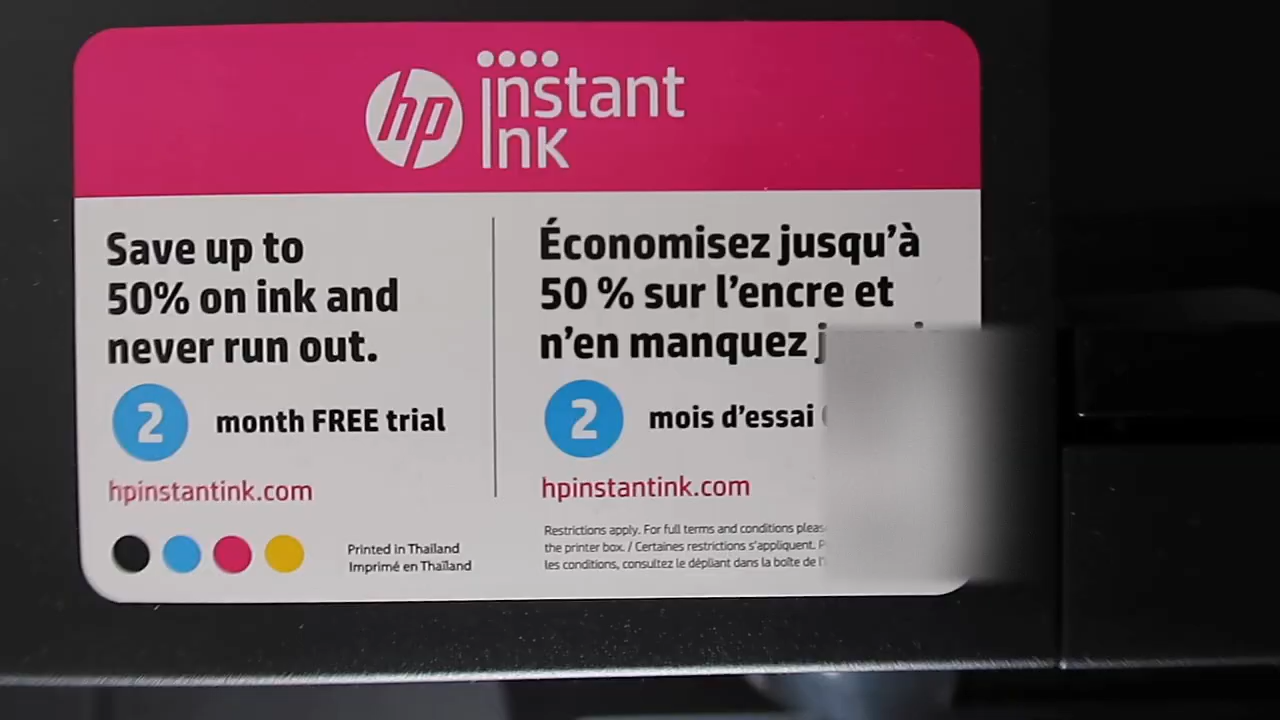 hp instant
ink
Save up to
50% on ink and
never run out.
2 month FREE trial
hpinstantink.com
Printed in Thailand
Imprimé en Thaïland
Économisez jusqu'à
50 % sur l'encre et
n'en manquez
2 mois d'essai
hpinstantink.com
Restrictions apply. For full terms and conditions
the printer box. / Certaines restrictions s'appliquent.
les conditions, consultez le dépliant dans la boîte de